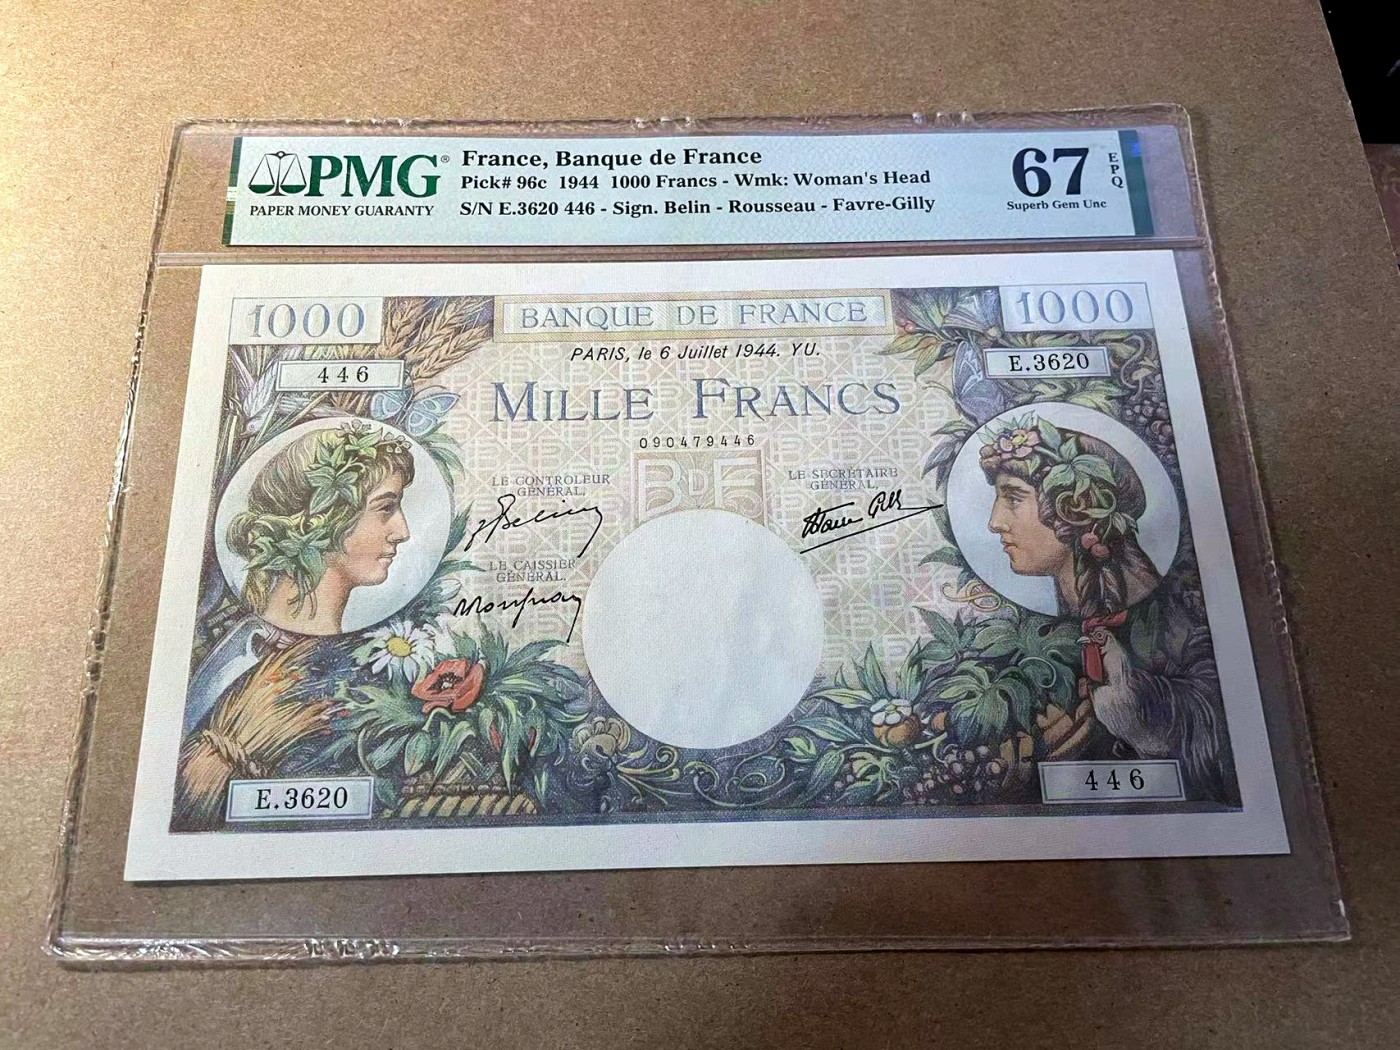 PMG®
PAPER MONEY GUARANTY
France, Banque de France
Pick# 96c 1944 1000 Francs - Wmk: Woman's Head
S/N E.3620 446 - Sign. Belin - Rousseau - Favre-Gilly
67
EPQ
Superb Gem Unc
1000
BANQUE DE FRANCE
1000
PARIS, le 6 Juillet 1944. YU.
446
E.3620
MILLE FRANCS
090479446
BDF
LE CONTROLEUR
GÉNÉRAL,
LE SECRÉTAIRE
GÉNÉRAL,
LE CAISSIER
GÉNÉRAL,
E.3620
446